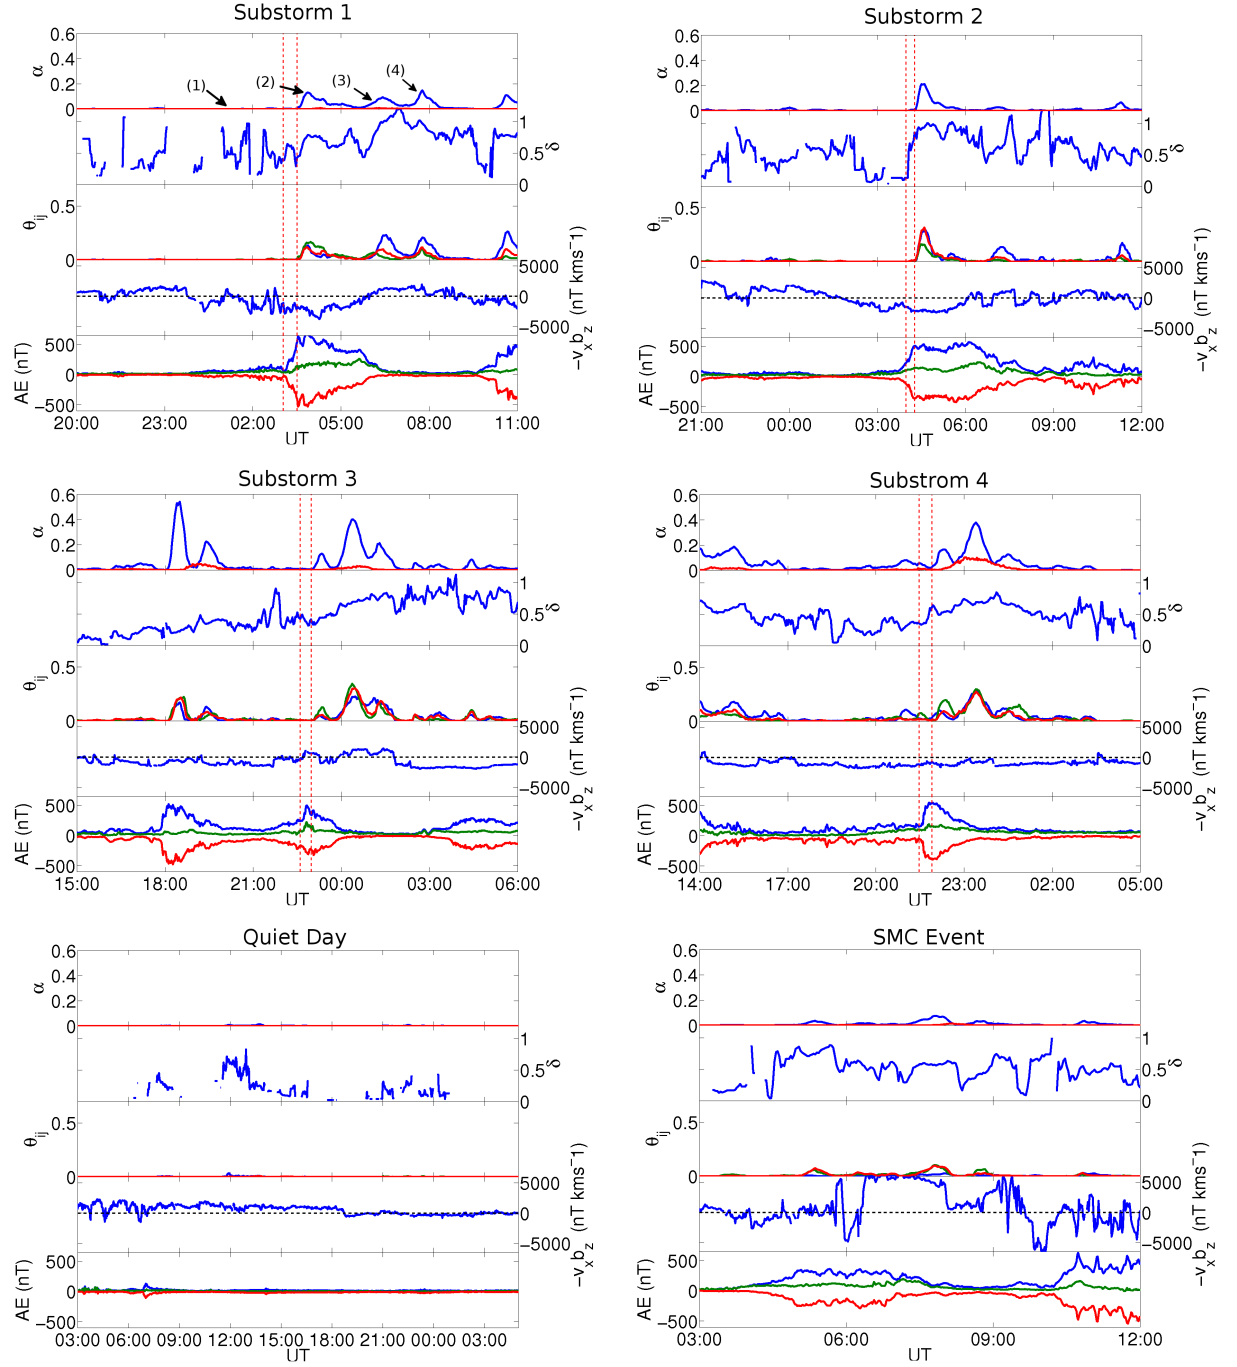 Substorm 1
0.6
0.4
0.2
0
α
(1)
(2)
(3)
(4)
1
0.5
0
δ
0.5
0
θij
5000
0
−5000
−vxbz (nT kms−1)
500
0
−500
AE (nT)
20:00 23:00 02:00 05:00 08:00 11:00
UT
Substorm 2
0.6
0.4
0.2
0
α
1
0.5
0
δ
0.5
0
θij
5000
0
−5000
−vxbz (nT kms−1)
500
0
−500
AE (nT)
21:00 00:00 03:00 06:00 09:00 12:00
UT
Substorm 3
0.6
0.4
0.2
0
α
1
0.5
0
δ
0.5
0
θij
5000
0
−5000
−vxbz (nT kms−1)
500
0
−500
AE (nT)
15:00 18:00 21:00 00:00 03:00 06:00
UT
Substrom 4
0.6
0.4
0.2
0
α
1
0.5
0
δ
0.5
0
θij
5000
0
−5000
−vxbz (nT kms−1)
500
0
−500
AE (nT)
14:00 17:00 20:00 23:00 02:00 05:00
UT
Quiet Day
0.6
0.4
0.2
0
α
1
0.5
0
δ
0.5
0
θij
5000
0
−5000
−vxbz (nT kms−1)
500
0
−500
AE (nT)
03:00 06:00 09:00 12:00 15:00 18:00 21:00 00:00 03:00
UT
SMC Event
0.6
0.4
0.2
0
α
1
0.5
0
δ
0.5
0
θij
5000
0
−5000
−vxbz (nT kms−1)
500
0
−500
AE (nT)
03:00 06:00 09:00 12:00
UT